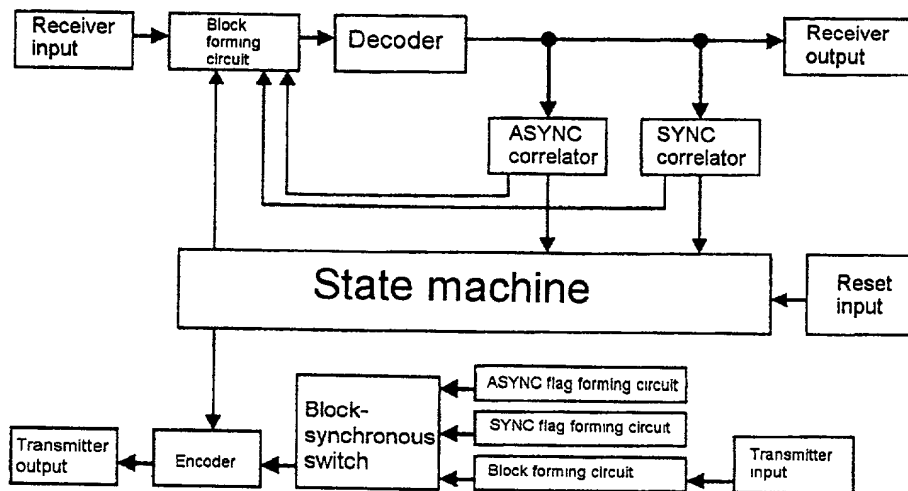 Receiver
input
Block
forming
circuit
Decoder
Receiver
output
ASYNC
correlator
SYNC
correlator
State machine
Reset
input
ASYNC flag forming circuit
SYNC flag forming circuit
Block forming circuit
Block-
synchronous
switch
Encoder
Transmitter
output
Transmitter
input